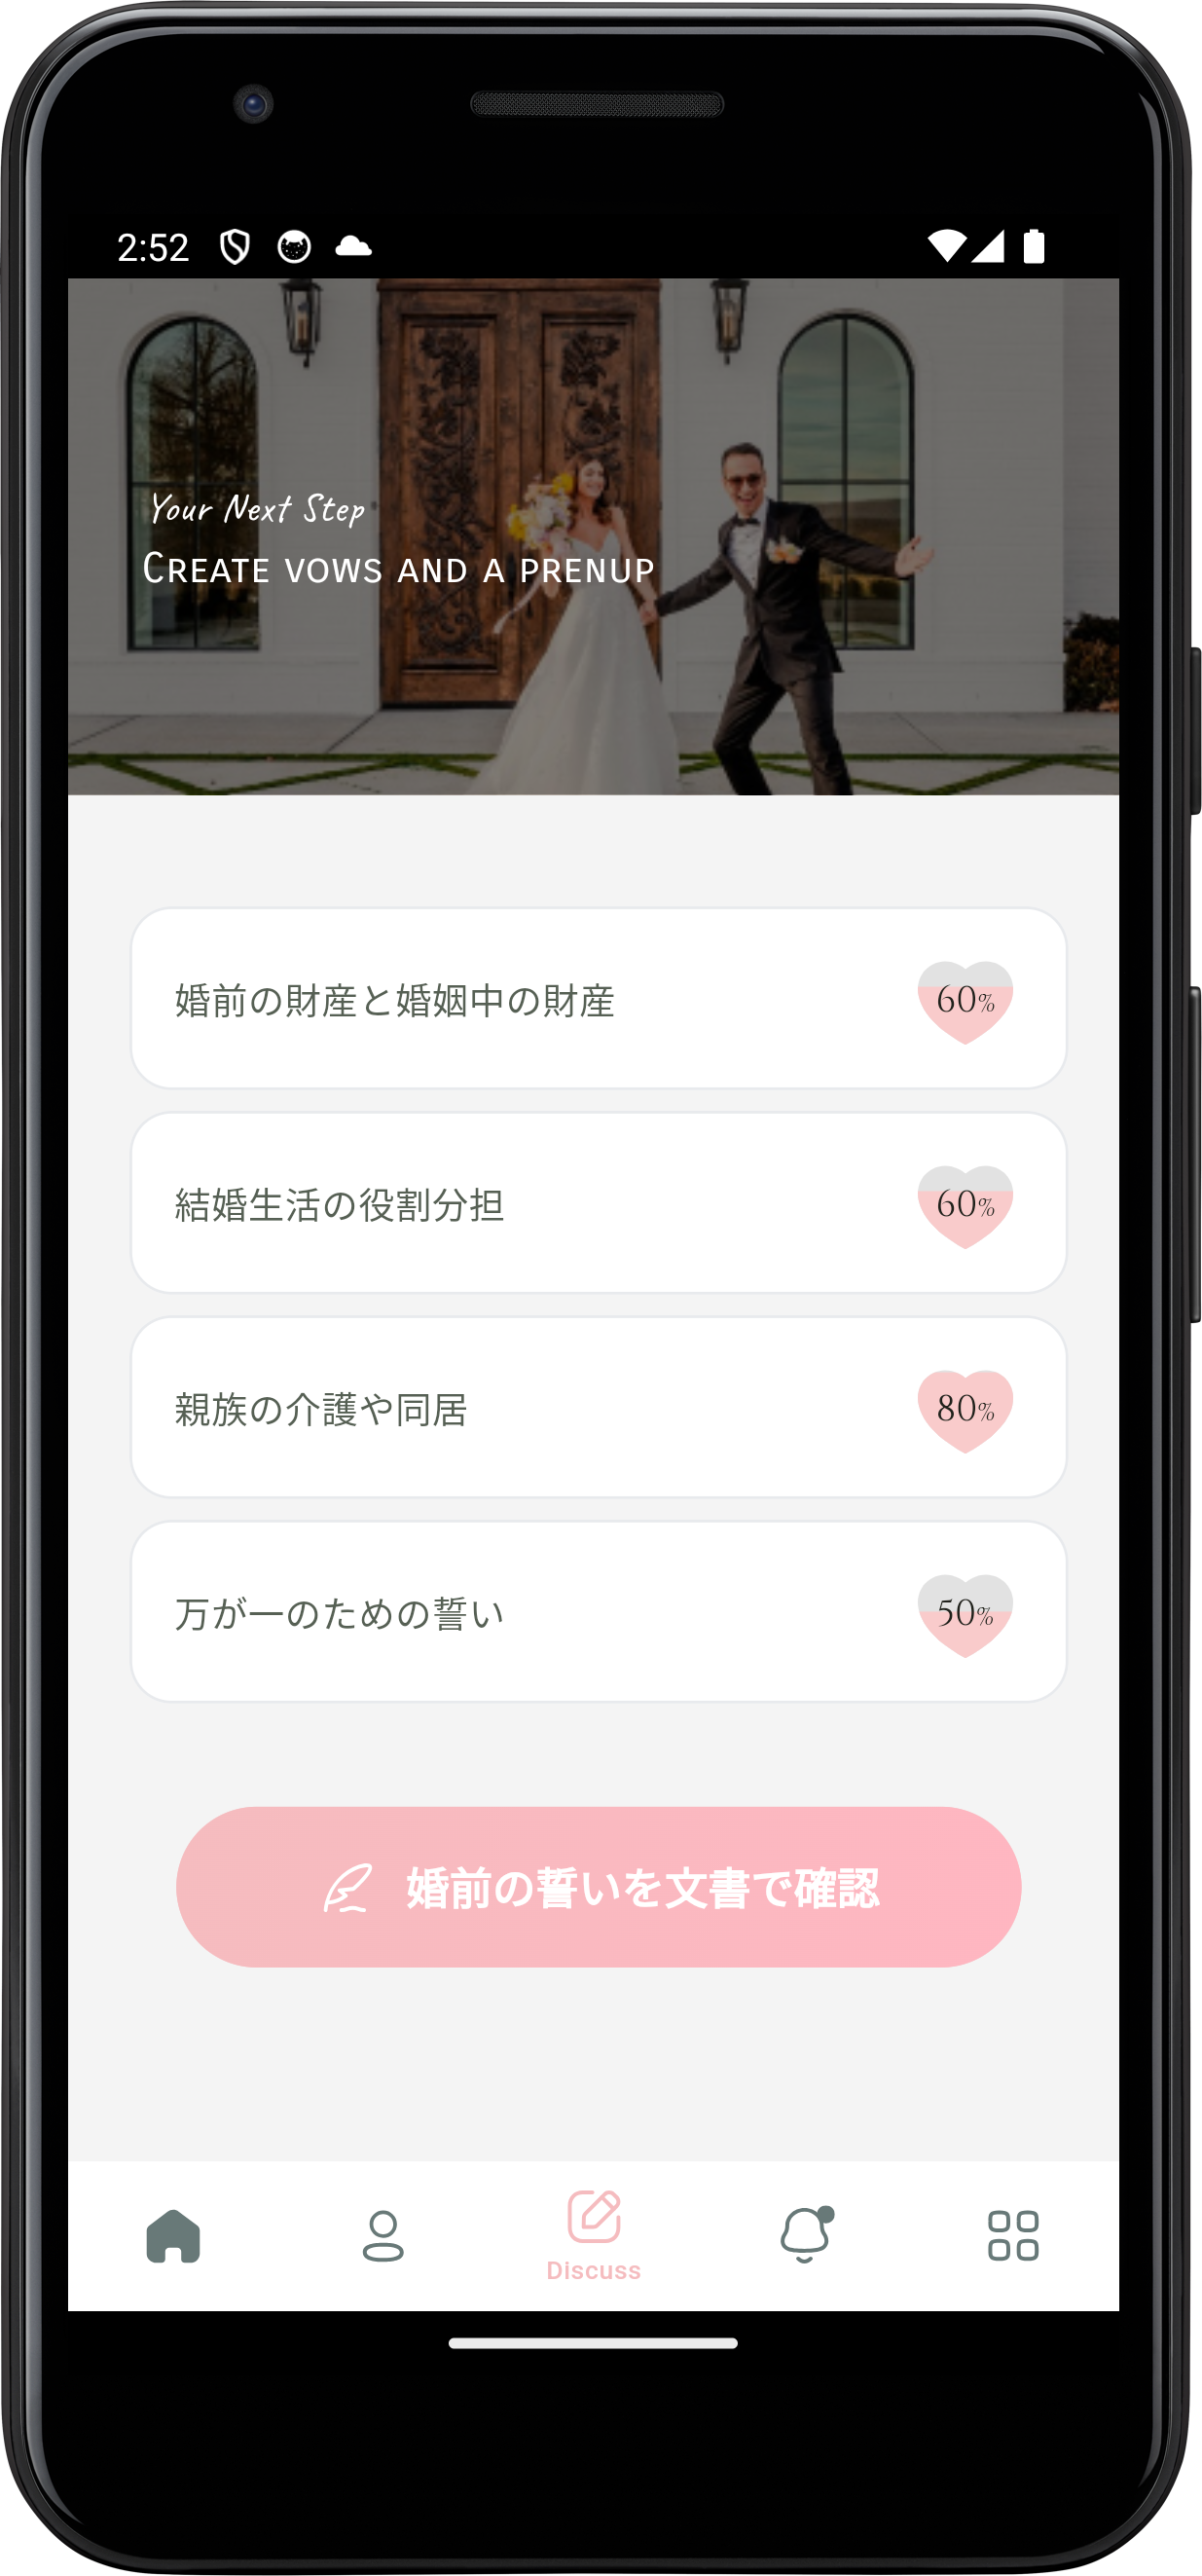 2:52
Your Next Step
Create vows and a prenup
婚前の財産と婚姻中の財産
60%
結婚生活の役割分担
60%
親族の介護や同居
80%
万が一のための誓い
50%
婚前の誓いを文書で確認
Discuss